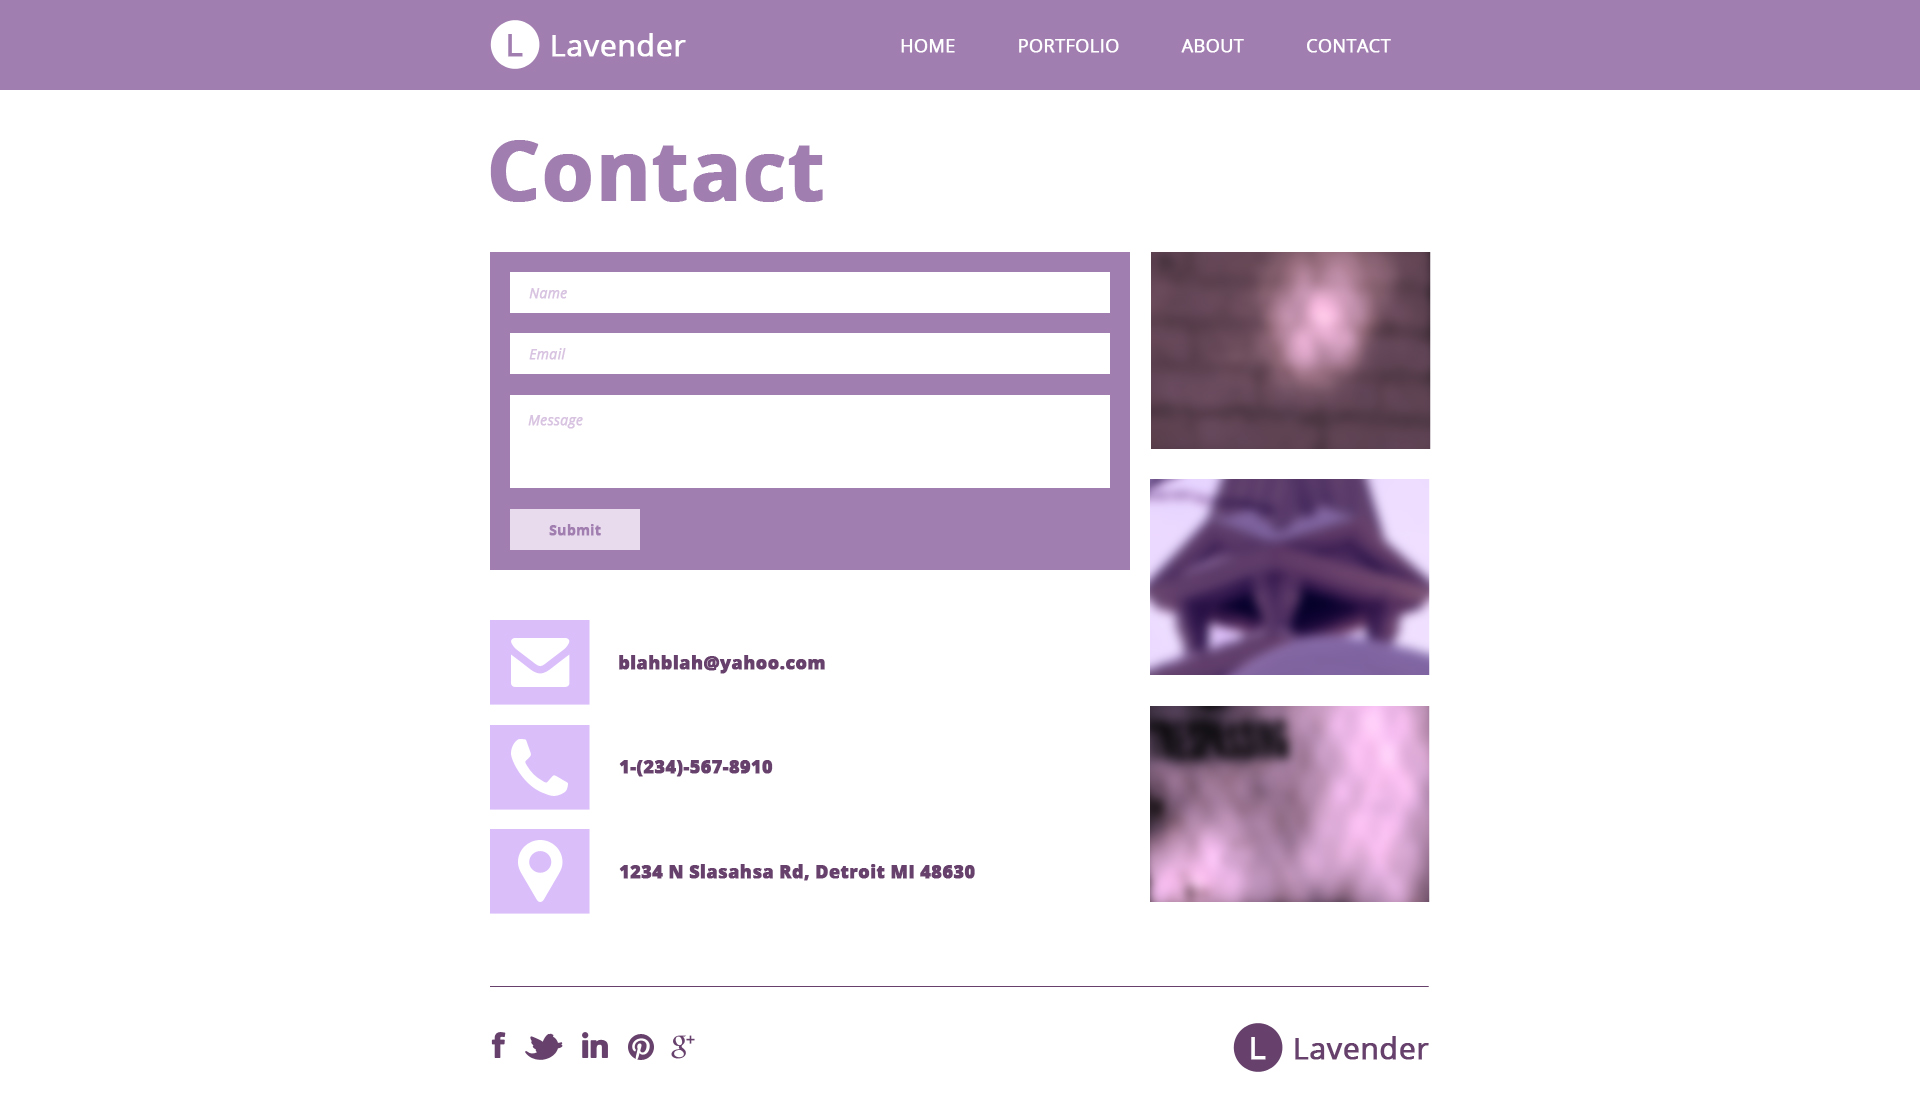 L Lavender
HOME PORTFOLIO ABOUT CONTACT
Contact
Name
Email
Message
Submit
blahblah@yahoo.com
1-(234)-567-8910
1234 N Slasahsa Rd, Detroit MI 48630
f in g+
L Lavender